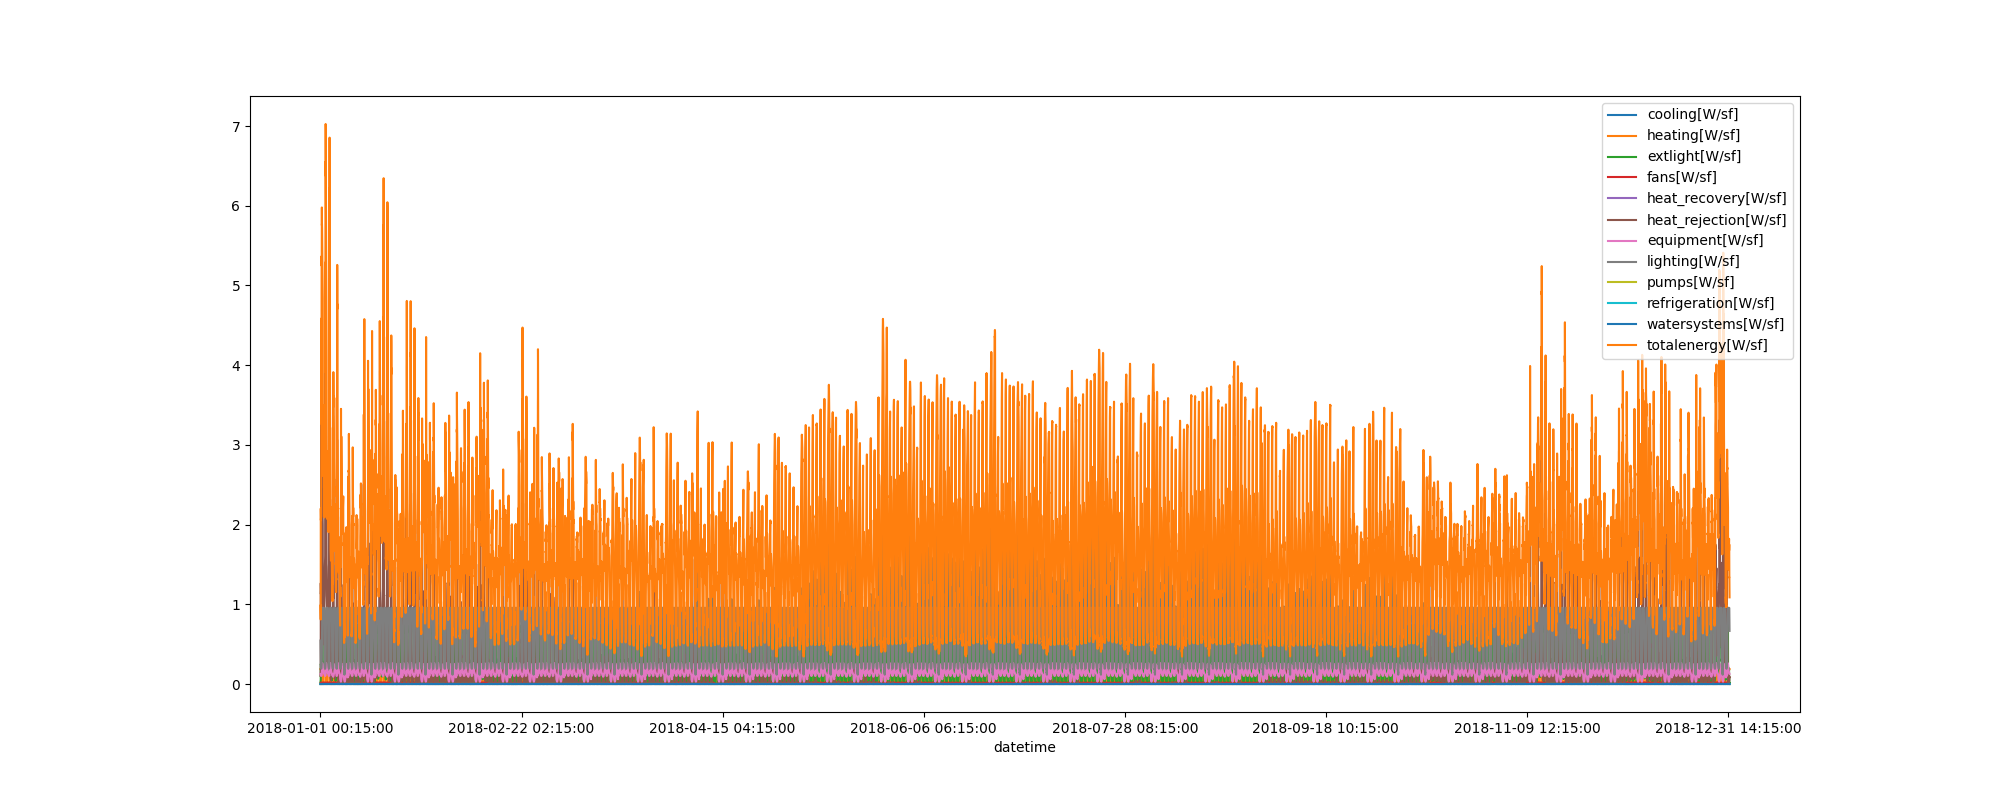 7
6
5
4
3
2
1
0
cooling[W/sf]
heating[W/sf]
extlight[W/sf]
fans[W/sf]
heat_recovery[W/sf]
heat_rejection[W/sf]
equipment[W/sf]
lighting[W/sf]
pumps[W/sf]
refrigeration[W/sf]
watersystems[W/sf]
totalenergy[W/sf]
2018-01-01 00:15:00 2018-02-22 02:15:00 2018-04-15 04:15:00 2018-06-06 06:15:00 2018-07-28 08:15:00 2018-09-18 10:15:00 2018-11-09 12:15:00 2018-12-31 14:15:00
datetime